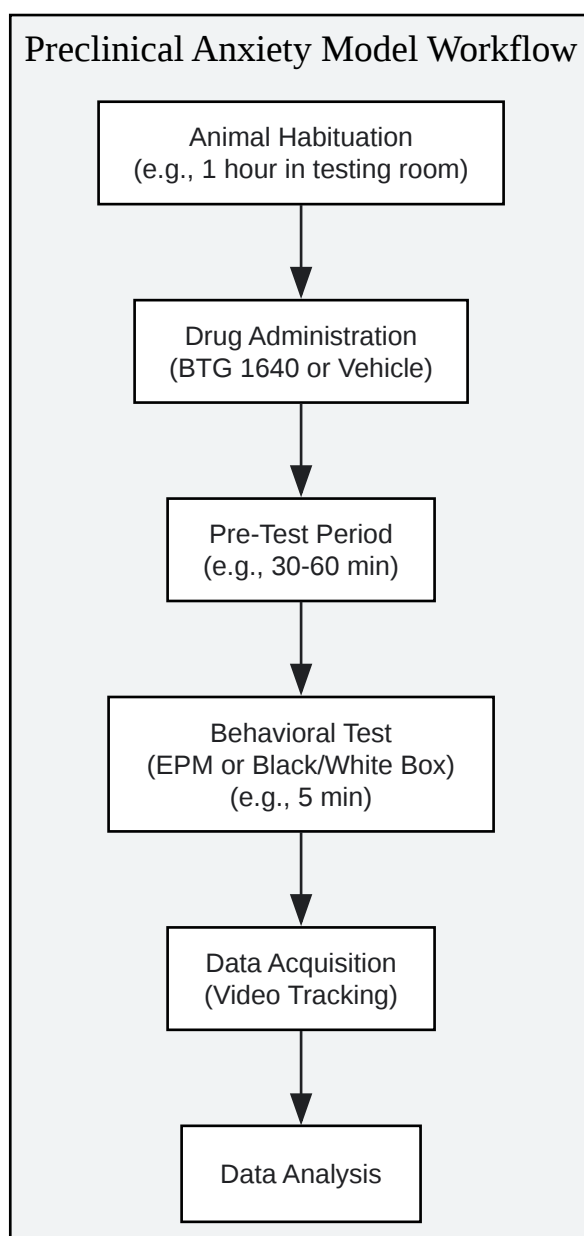 Preclinical Anxiety Model Workflow
Animal Habituation
(e.g., 1 hour in testing room)
Drug Administration
(BTG 1640 or Vehicle)
Pre-Test Period
(e.g., 30-60 min)
Behavioral Test
(EPM or Black/White Box)
(e.g., 5 min)
Data Acquisition
(Video Tracking)
Data Analysis